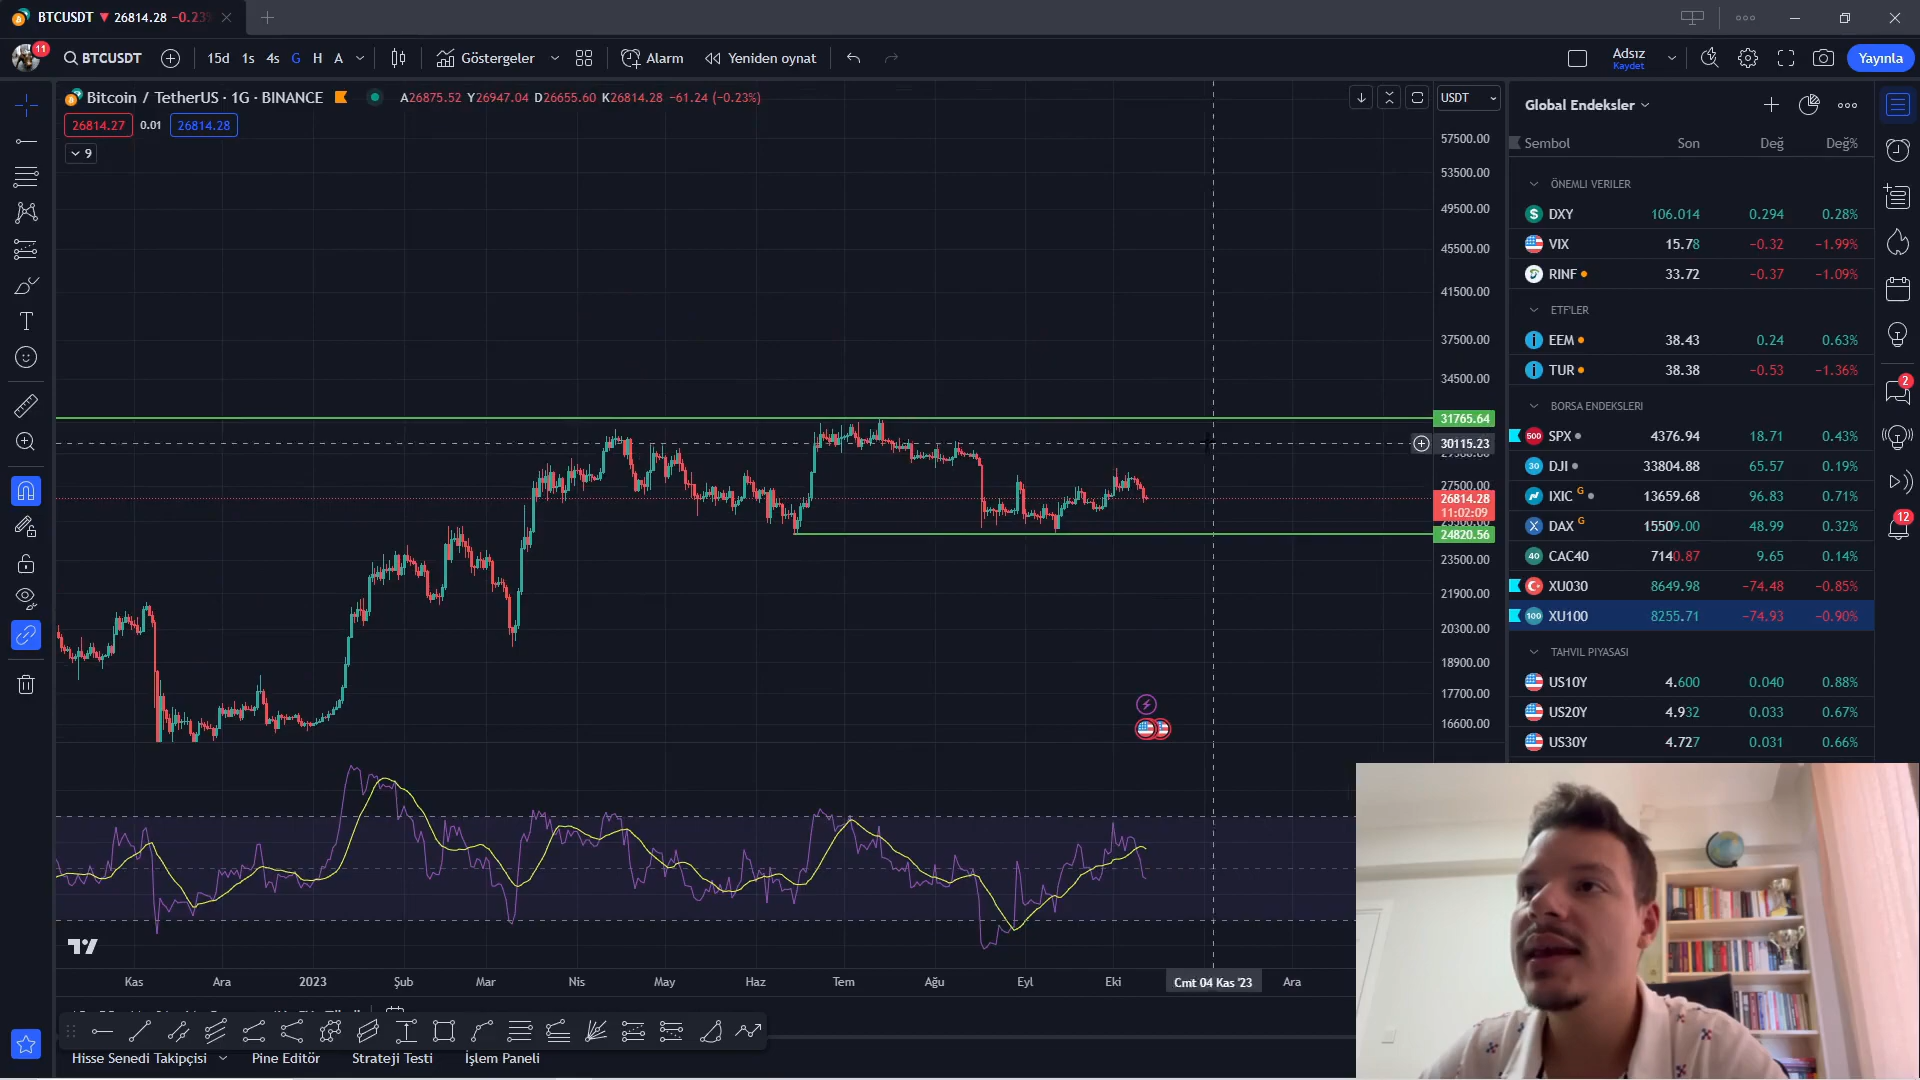 BTCUSDT ▼ 26814.28 −0.23%
11
BTCUSDT
15d 1s 4s G H A
Göstergeler
Alarm
Yeniden oynat
Adsız
Kaydet
Yayınla
Bitcoin / TetherUS · 1G · BINANCE
A26875.52 Y26947.04 D26655.60 K26814.28 −61.24 (−0.23%)
USDT
26814.27 0.01 26814.28
9
57500.00
53500.00
49500.00
45500.00
41500.00
37500.00
34500.00
31765.64
30115.23
27500.00
26814.28
11:02:09
24820.56
23500.00
21900.00
20300.00
18900.00
17700.00
16600.00
Kas Ara 2023 Şub Mar Nis May Haz Tem Ağu Eyl Eki Cmt 04 Kas '23 Ara
Hisse Senedi Takipçisi Pine Editör Strateji Testi İşlem Paneli
Global Endeksler
Sembol Son Değ Değ%
ÖNEMLI VERILER
DXY 106.014 0.294 0.28%
VIX 15.78 −0.32 −1.99%
RINF 33.72 −0.37 −1.09%
ETF'LER
EEM 38.43 0.24 0.63%
TUR 38.38 −0.53 −1.36%
BORSA ENDEKSLERI
500 SPX 4376.94 18.71 0.43%
30 DJI 33804.88 65.57 0.19%
IXIC G 13659.68 96.83 0.71%
X DAX G 15509.00 48.99 0.32%
40 CAC40 7140.87 9.65 0.14%
XU030 8649.98 −74.48 −0.85%
100 XU100 8255.71 −74.93 −0.90%
TAHVIL PIYASASI
US10Y 4.600 0.040 0.88%
US20Y 4.932 0.033 0.67%
US30Y 4.727 0.031 0.66%
2
12